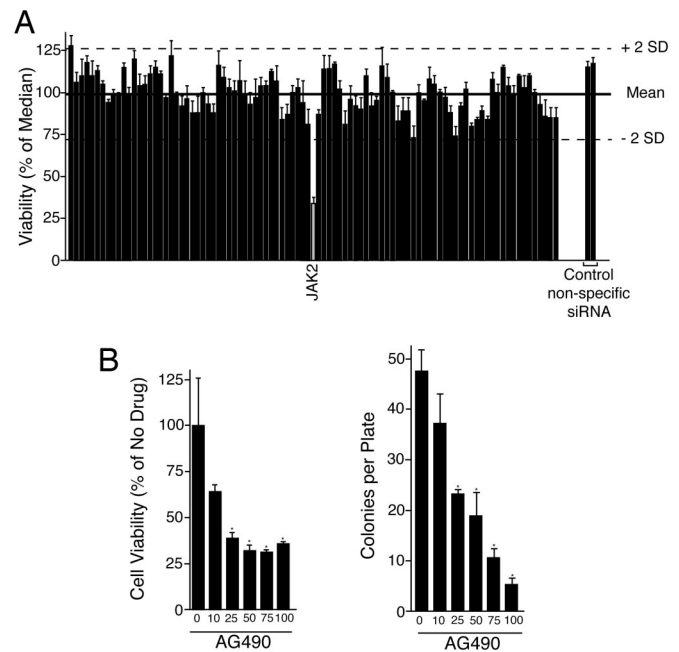 A
Viability (% of Median)
125
100
75
50
25
0
+ 2 SD
Mean
- 2 SD
JAK2
Control
non-specific
siRNA
B
Cell Viability (% of No Drug)
125
100
75
50
25
0
* * * *
0 10 25 50 75 100
AG490
Colonies per Plate
50
40
30
20
10
0
* * * *
0 10 25 50 75 100
AG490